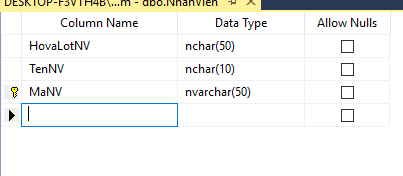 DESKTOP-F3VTH4B\...m - dbo.NhanVien
Column Name Data Type Allow Nulls
HovaLotNV nchar(50)
TenNV nchar(10)
MaNV nvarchar(50)